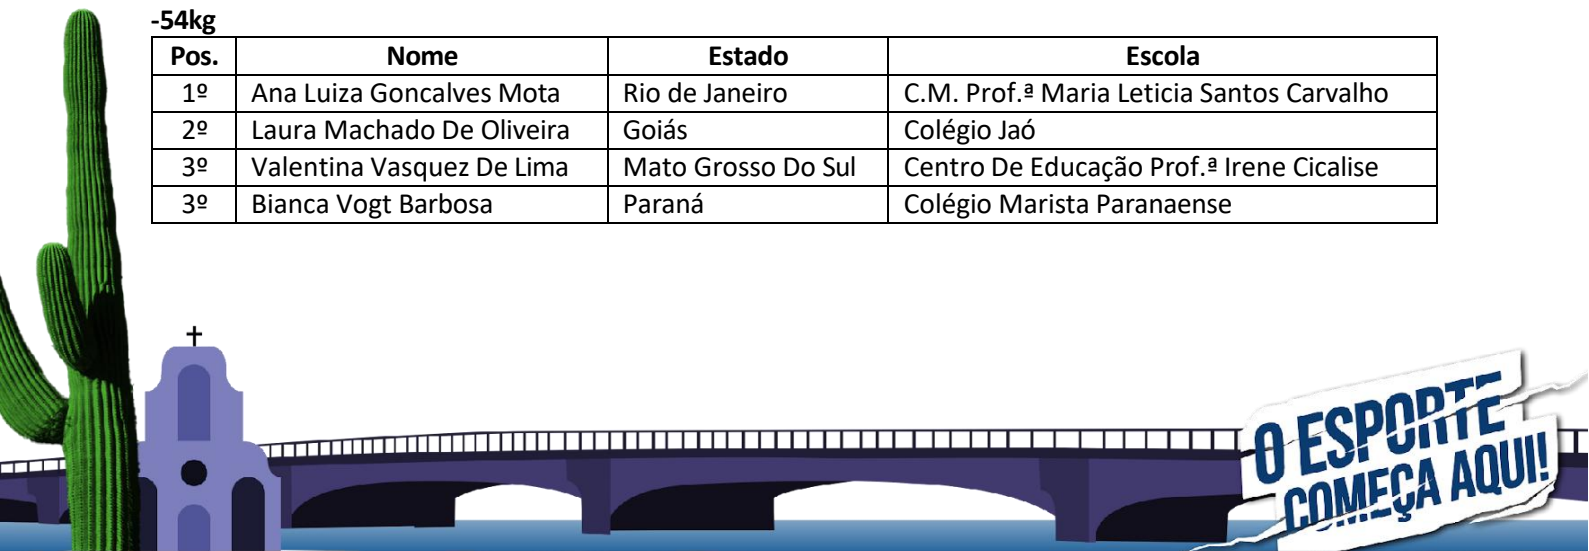 -54kg
Pos. Nome Estado Escola
1º Ana Luiza Goncalves Mota Rio de Janeiro C.M. Prof.ª Maria Leticia Santos Carvalho
2º Laura Machado De Oliveira Goiás Colégio Jaó
3º Valentina Vasquez De Lima Mato Grosso Do Sul Centro De Educação Prof.ª Irene Cicalise
3º Bianca Vogt Barbosa Paraná Colégio Marista Paranaense
O ESPORTE
COMEÇA AQUI!